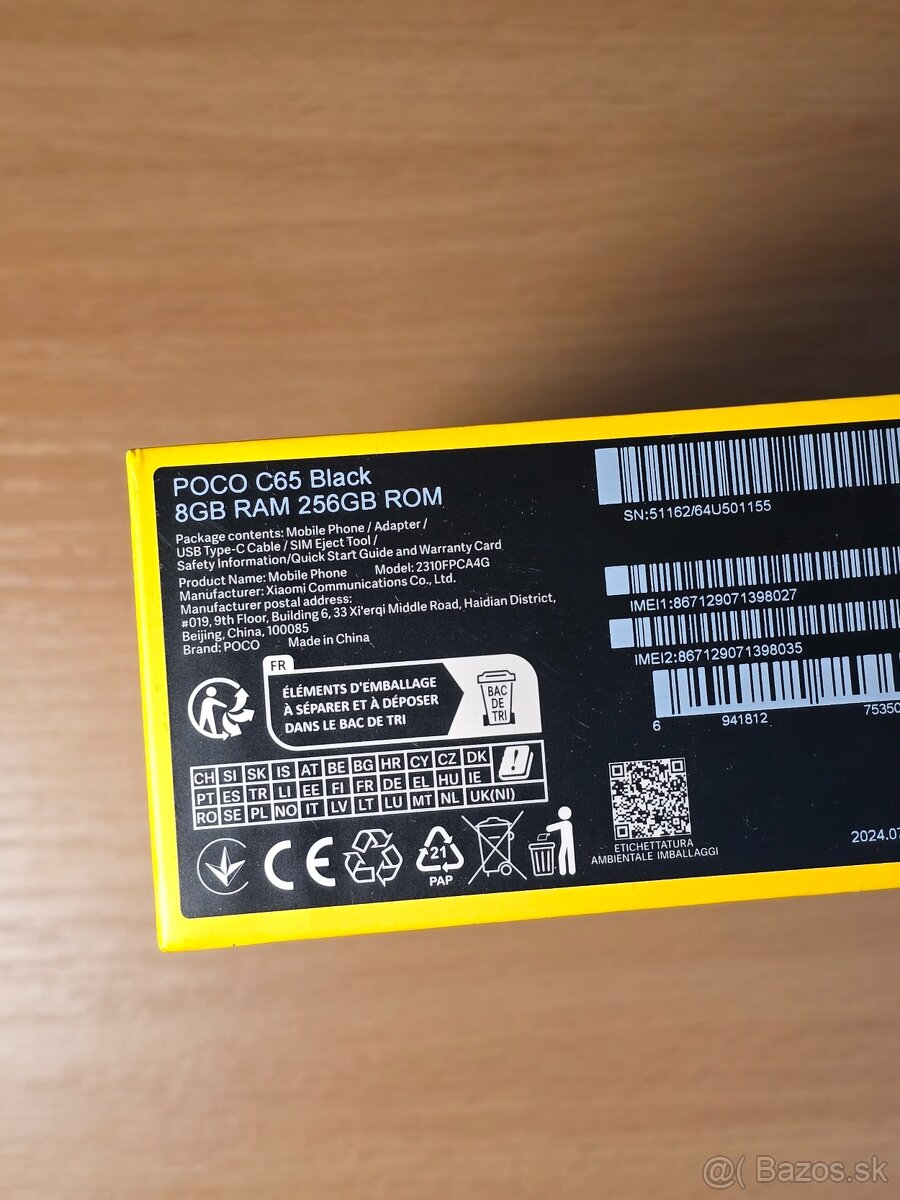 POCO C65 Black
8GB RAM 256GB ROM
Package contents: Mobile Phone / Adapter /
USB Type-C Cable / SIM Eject Tool /
Safety Information/Quick Start Guide and Warranty Card
Product Name: Mobile Phone Model: 2310FPCA4G
Manufacturer: Xiaomi Communications Co., Ltd.
Manufacturer postal address:
#019, 9th Floor, Building 6, 33 Xi'erqi Middle Road, Haidian District,
Beijing, China, 100085
Brand: POCO Made in China
FR
ÉLÉMENTS D'EMBALLAGE
À SÉPARER ET À DÉPOSER
DANS LE BAC DE TRI
BAC
DE
TRI
CH SI SK IS AT BE BG HR CY CZ DK
PT ES TR LI EE FI FR DE EL HU IE
RO SE PL NO IT LV LT LU MT NL UK(NI)
CE
21
PAP
SN:51162/64U501155
IMEI1:867129071398027
IMEI2:867129071398035
6 941812 75350
ETICHETTATURA
AMBIENTALE IMBALLAGGI
2024.07
@( Bazos.sk